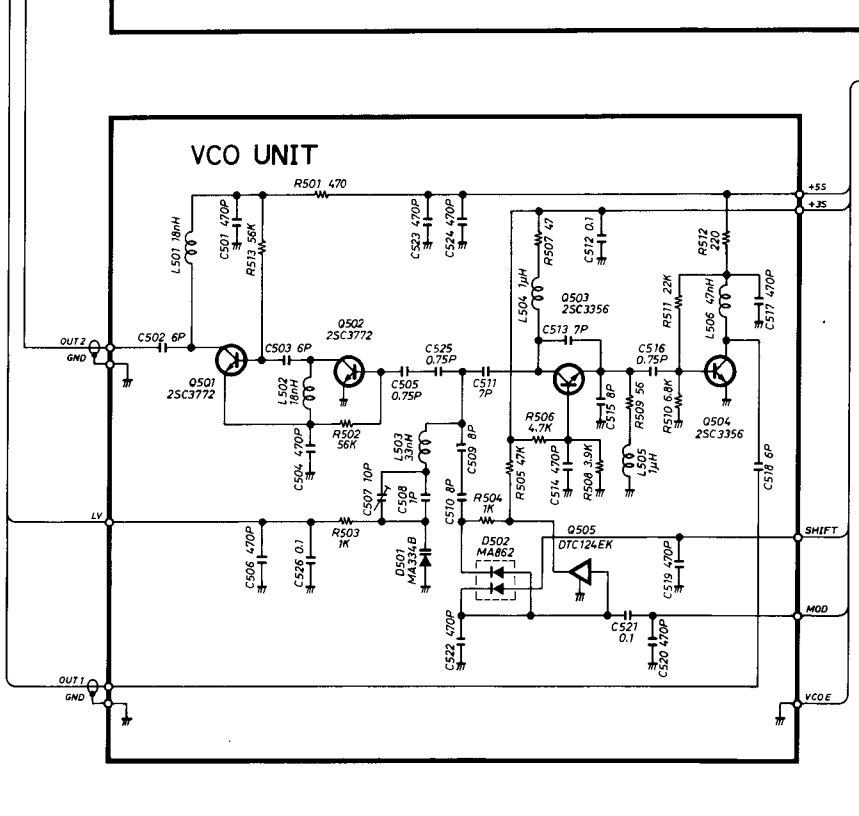 VCO UNIT
R501 470
+5S
+3S
L501 18nH
C501 470P
R513 56K
C523 470P
C524 470P
R507 47
C512 0.1
R512
220
L504 1μH
Q503
2SC3356
R511 22K
L506 47nH
C517 470P
OUT2
GND
C502 6P
Q502
2SC3772
C503 6P
C525
0.75P
C513 7P
C516
0.75P
Q501
2SC3772
L502
18nH
C505
0.75P
C511
7P
C515 8P
R509 56
R510 6.8K
Q504
2SC3356
R502
56K
C504 470P
L503
33nH
C509 8P
R506
4.7K
R505 47K
C514 470P
R508 3.9K
L505
1μH
C518 6P
C507 10P
C508
1P
C510 8P
R504
1K
LV
R503
1K
Q505
DTC124EK
SHIFT
C506 470P
C526 0.1
D501
MA334B
D502
MA862
C519 470P
MOD
C522 470P
C521
0.1
C520 470P
OUT1
GND
VCOE